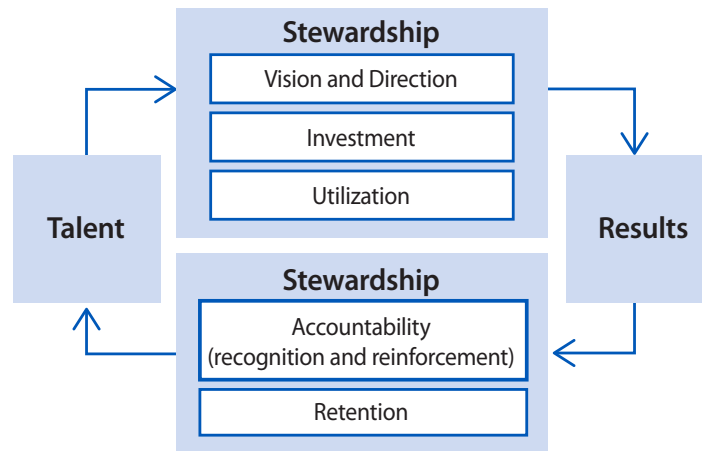 Stewardship
Vision and Direction
Investment
Utilization
Talent
Results
Stewardship
Accountability
(recognition and reinforcement)
Retention